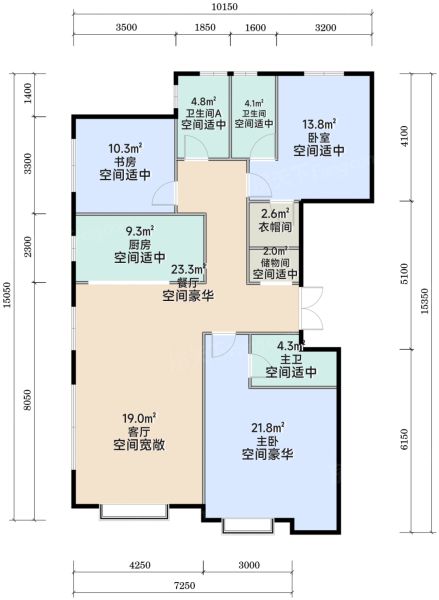 10150
3500
1850
1600
3200
1400
3300
2300
8050
15050
4100
5100
6150
15350
4.8㎡
卫生间A
空间适中
4.1㎡
卫生间
空间适中
13.8㎡
卧室
空间适中
10.3㎡
书房
空间适中
2.6㎡
衣帽间
9.3㎡
厨房
空间适中
2.0㎡
储物间
空间适中
23.3㎡
餐厅
空间豪华
4.3㎡
主卫
空间适中
19.0㎡
客厅
空间宽敞
21.8㎡
主卧
空间豪华
4250
3000
7250